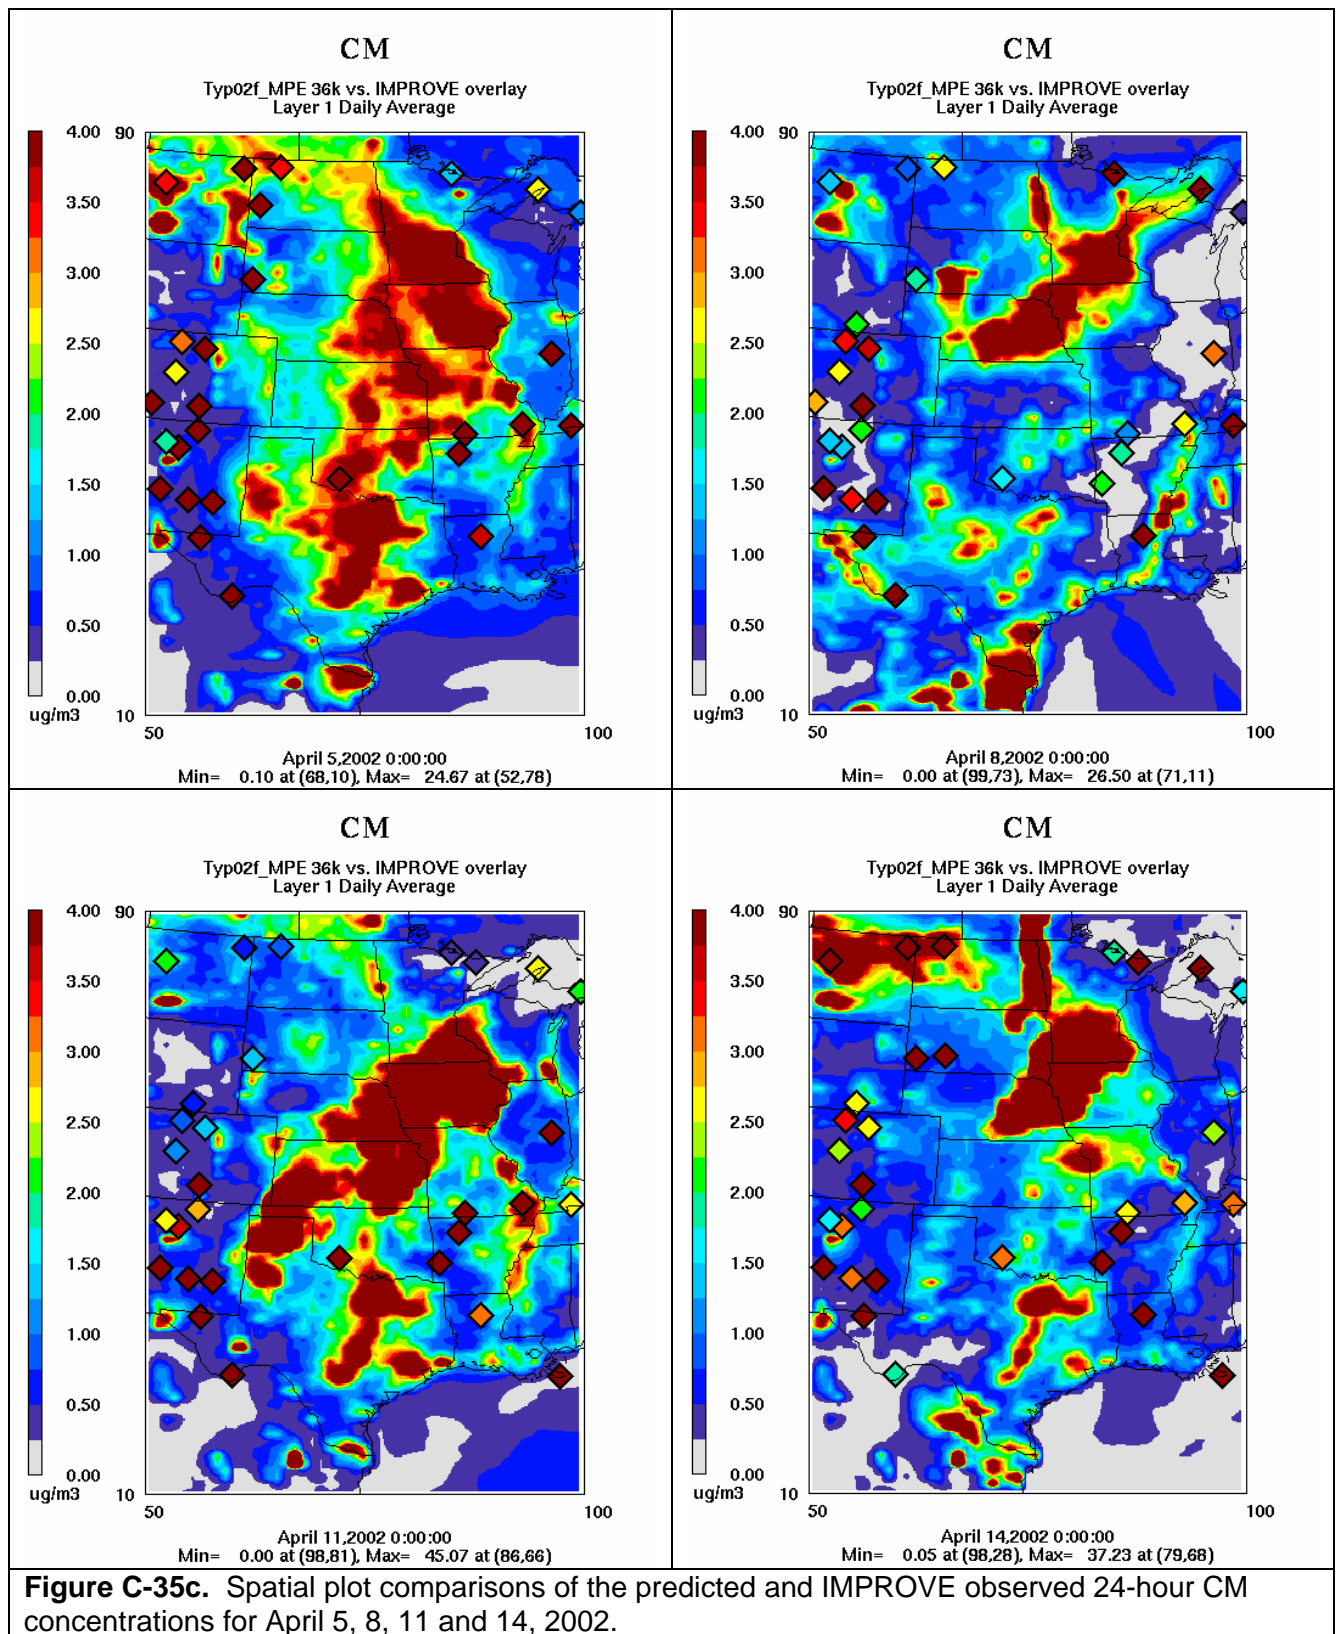 CM
Typ02f_MPE 36k vs. IMPROVE overlay
Layer 1 Daily Average
4.00
3.50
3.00
2.50
2.00
1.50
1.00
0.50
0.00
ug/m3
90
10
50
100
April 5,2002 0:00:00
Min= 0.10 at (68,10), Max= 24.67 at (52,78)
CM
Typ02f_MPE 36k vs. IMPROVE overlay
Layer 1 Daily Average
4.00
3.50
3.00
2.50
2.00
1.50
1.00
0.50
0.00
ug/m3
90
10
50
100
April 8,2002 0:00:00
Min= 0.00 at (99,73), Max= 26.50 at (71,11)
CM
Typ02f_MPE 36k vs. IMPROVE overlay
Layer 1 Daily Average
4.00
3.50
3.00
2.50
2.00
1.50
1.00
0.50
0.00
ug/m3
90
10
50
100
April 11,2002 0:00:00
Min= 0.00 at (98,81), Max= 45.07 at (86,66)
CM
Typ02f_MPE 36k vs. IMPROVE overlay
Layer 1 Daily Average
4.00
3.50
3.00
2.50
2.00
1.50
1.00
0.50
0.00
ug/m3
90
10
50
100
April 14,2002 0:00:00
Min= 0.05 at (98,28), Max= 37.23 at (79,68)
Figure C-35c. Spatial plot comparisons of the predicted and IMPROVE observed 24-hour CM
concentrations for April 5, 8, 11 and 14, 2002.